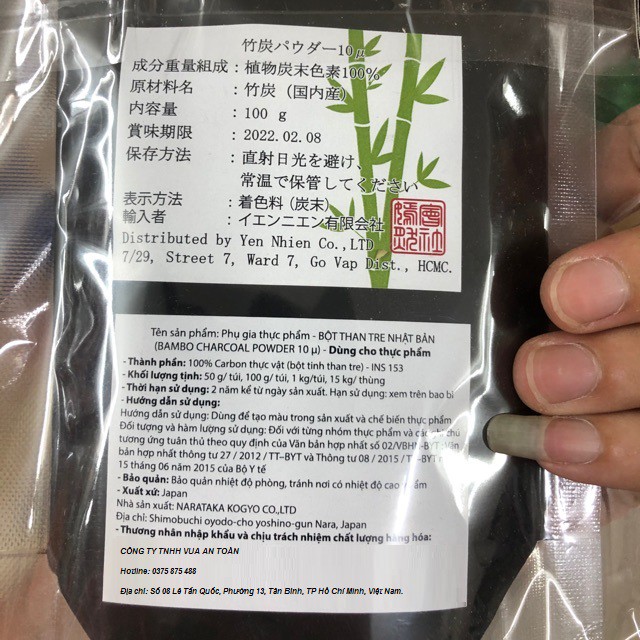 竹炭パウダー10μ
成分重量組成：植物炭末色素100%
原材料名：竹炭（国内産）
内容量：100 g
賞味期限：2022.02.08
保存方法：直射日光を避け、
常温で保管してください
表示方法：着色料（炭末）
輸入者：イエンニエン有限会社
Distributed by Yen Nhien Co.,LTD
7/29, Street 7, Ward 7, Go Vap Dist., HCMC.
Tên sản phẩm: Phụ gia thực phẩm - BỘT THAN TRE NHẬT BẢN
(BAMBO CHARCOAL POWDER 10 μ) - Dùng cho thực phẩm
- Thành phần: 100% Carbon thực vật (bột tinh than tre) - INS 153
- Khối lượng tịnh: 50 g/ túi, 100 g/ túi, 1 kg/túi, 15 kg/ thùng
- Thời hạn sử dụng: 2 năm kể từ ngày sản xuất. Hạn sử dụng: xem trên bao bì
- Hướng dẫn sử dụng:
Hướng dẫn sử dụng: Dùng để tạo màu trong sản xuất và chế biến thực phẩm
Đối tượng và hàm lượng sử dụng: Đối với từng nhóm thực phẩm và các ghi chú
tương ứng tuân thủ theo quy định của Văn bản hợp nhất số 02/VBHN-BYT: Văn
bản hợp nhất thông tư 27 / 2012 / TT-BYT và Thông tư 08 / 2015 / TT-BYT
15 tháng 06 năm 2015 của Bộ Y tế
- Bảo quản: Bảo quản nhiệt độ phòng, tránh nơi có nhiệt độ cao phẩm
- Xuất xứ: Japan
Nhà sản xuất: NARATAKA KOGYO CO.,LTD
Địa chỉ: Shimobuchi oyodo-cho yoshino-gun Nara, Japan
- Thương nhân nhập khẩu và chịu trách nhiệm chất lượng hàng hóa:
CÔNG TY TNHH VUA AN TOÀN
Hotline: 0375 875 488
Địa chỉ: Số 08 Lê Tấn Quốc, Phường 13, Tân Bình, TP Hồ Chí Minh, Việt Nam.